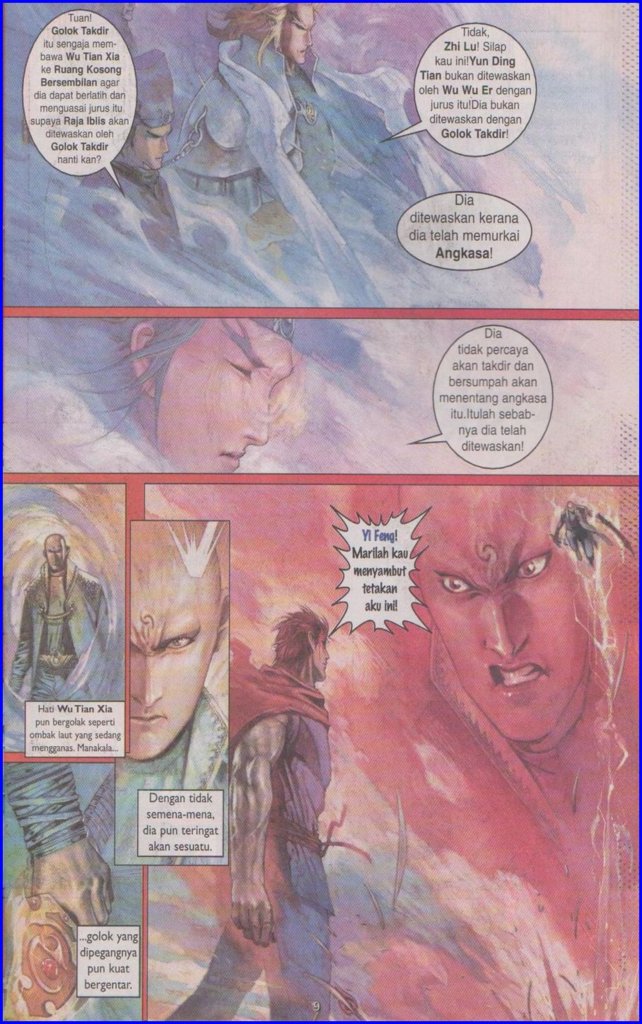 Tuan!
Golok Takdir
itu sengaja mem-
bawa Wu Tian Xia
ke Ruang Kosong
Bersembilan agar
dia dapat berlatih dan
menguasai jurus itu
supaya Raja Iblis akan
ditewaskan oleh
Golok Takdir
nanti kan?
Tidak,
Zhi Lu! Silap
kau ini!Yun Ding
Tian bukan ditewaskan
oleh Wu Wu Er dengan
jurus itu!Dia bukan
ditewaskan dengan
Golok Takdir!
Dia
ditewaskan kerana
dia telah memurkai
Angkasa!
Dia
tidak percaya
akan takdir dan
bersumpah akan
menentang angkasa
itu.Itulah sebab-
nya dia telah
ditewaskan!
Hati Wu Tian Xia
pun bergolak seperti
ombak laut yang sedang
mengganas. Manakala...
Dengan tidak
semena-mena,
dia pun teringat
akan sesuatu.
Yi Feng!
Marilah kau
menyambut
tetakan
aku ini!
...golok yang
dipegangnya
pun kuat
bergentar.
9